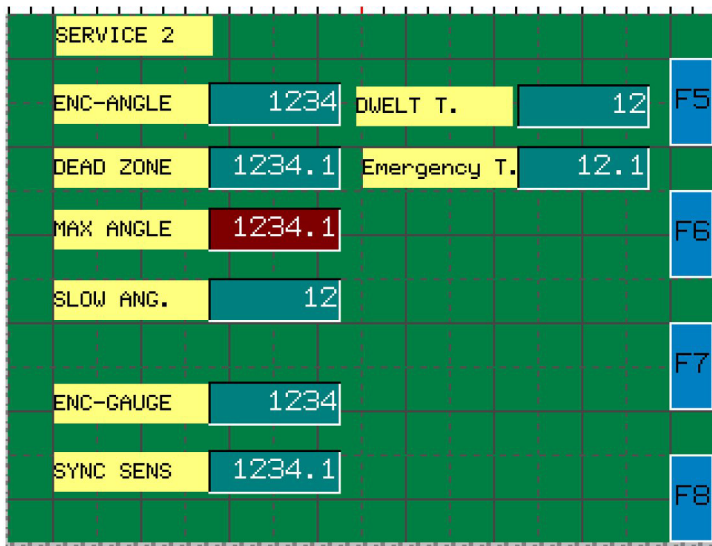 SERVICE 2
ENC-ANGLE 1234 DWELT T. 12 F5
DEAD ZONE 1234.1 Emergency T. 12.1
MAX ANGLE 1234.1 F6
SLOW ANG. 12
F7
ENC-GAUGE 1234
SYNC SENS 1234.1 F8